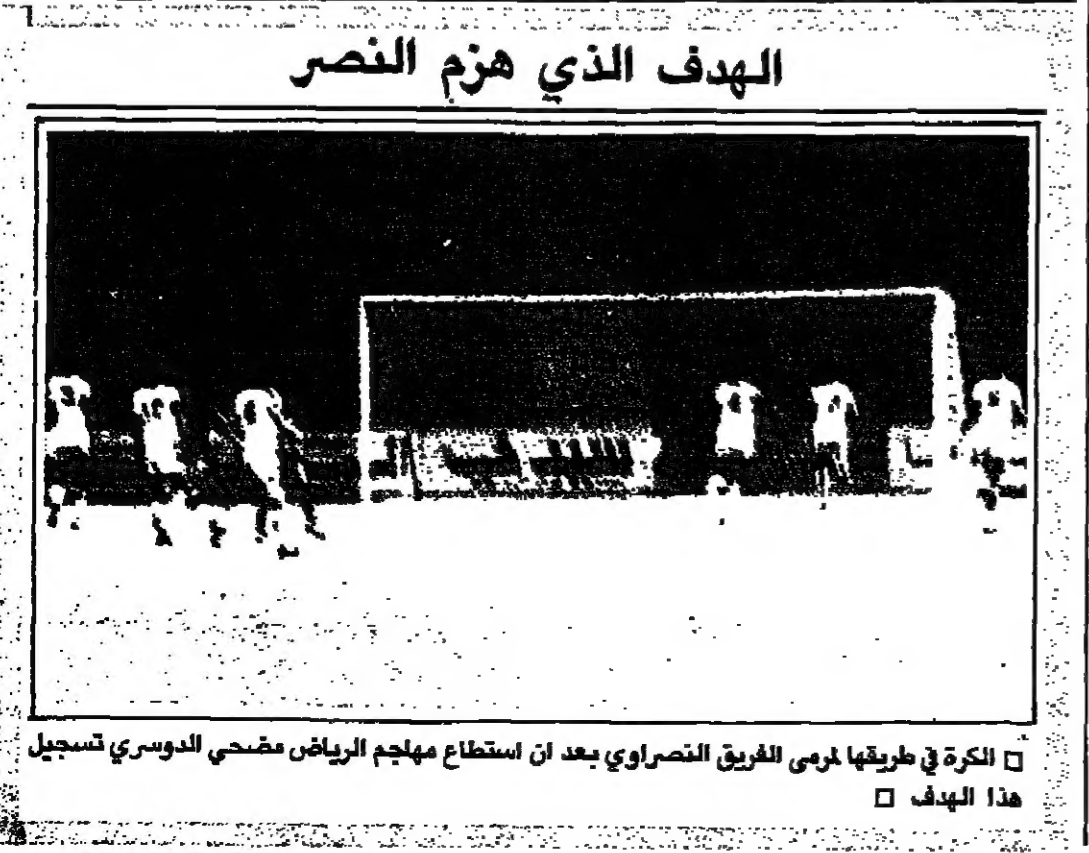 الهدف الذي هزم النصر
□ الكرة في طريقها لمرمى الفريق النصراوي بعد ان استطاع مهاجم الرياض مضحي الدوسري تسجيل
هذا الهدف □